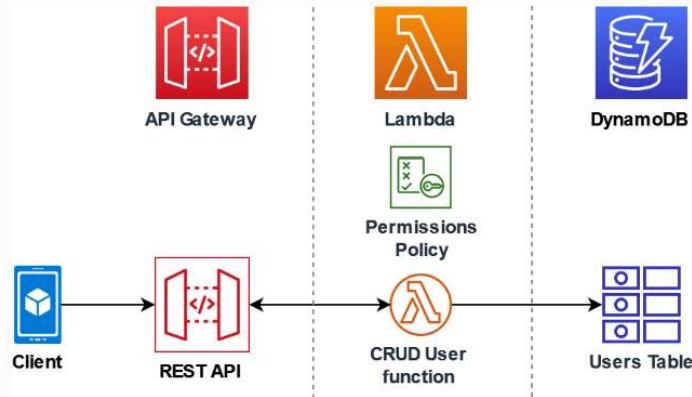 API Gateway
Lambda
DynamoDB
Permissions
Policy
Client
REST API
CRUD User
function
Users Table